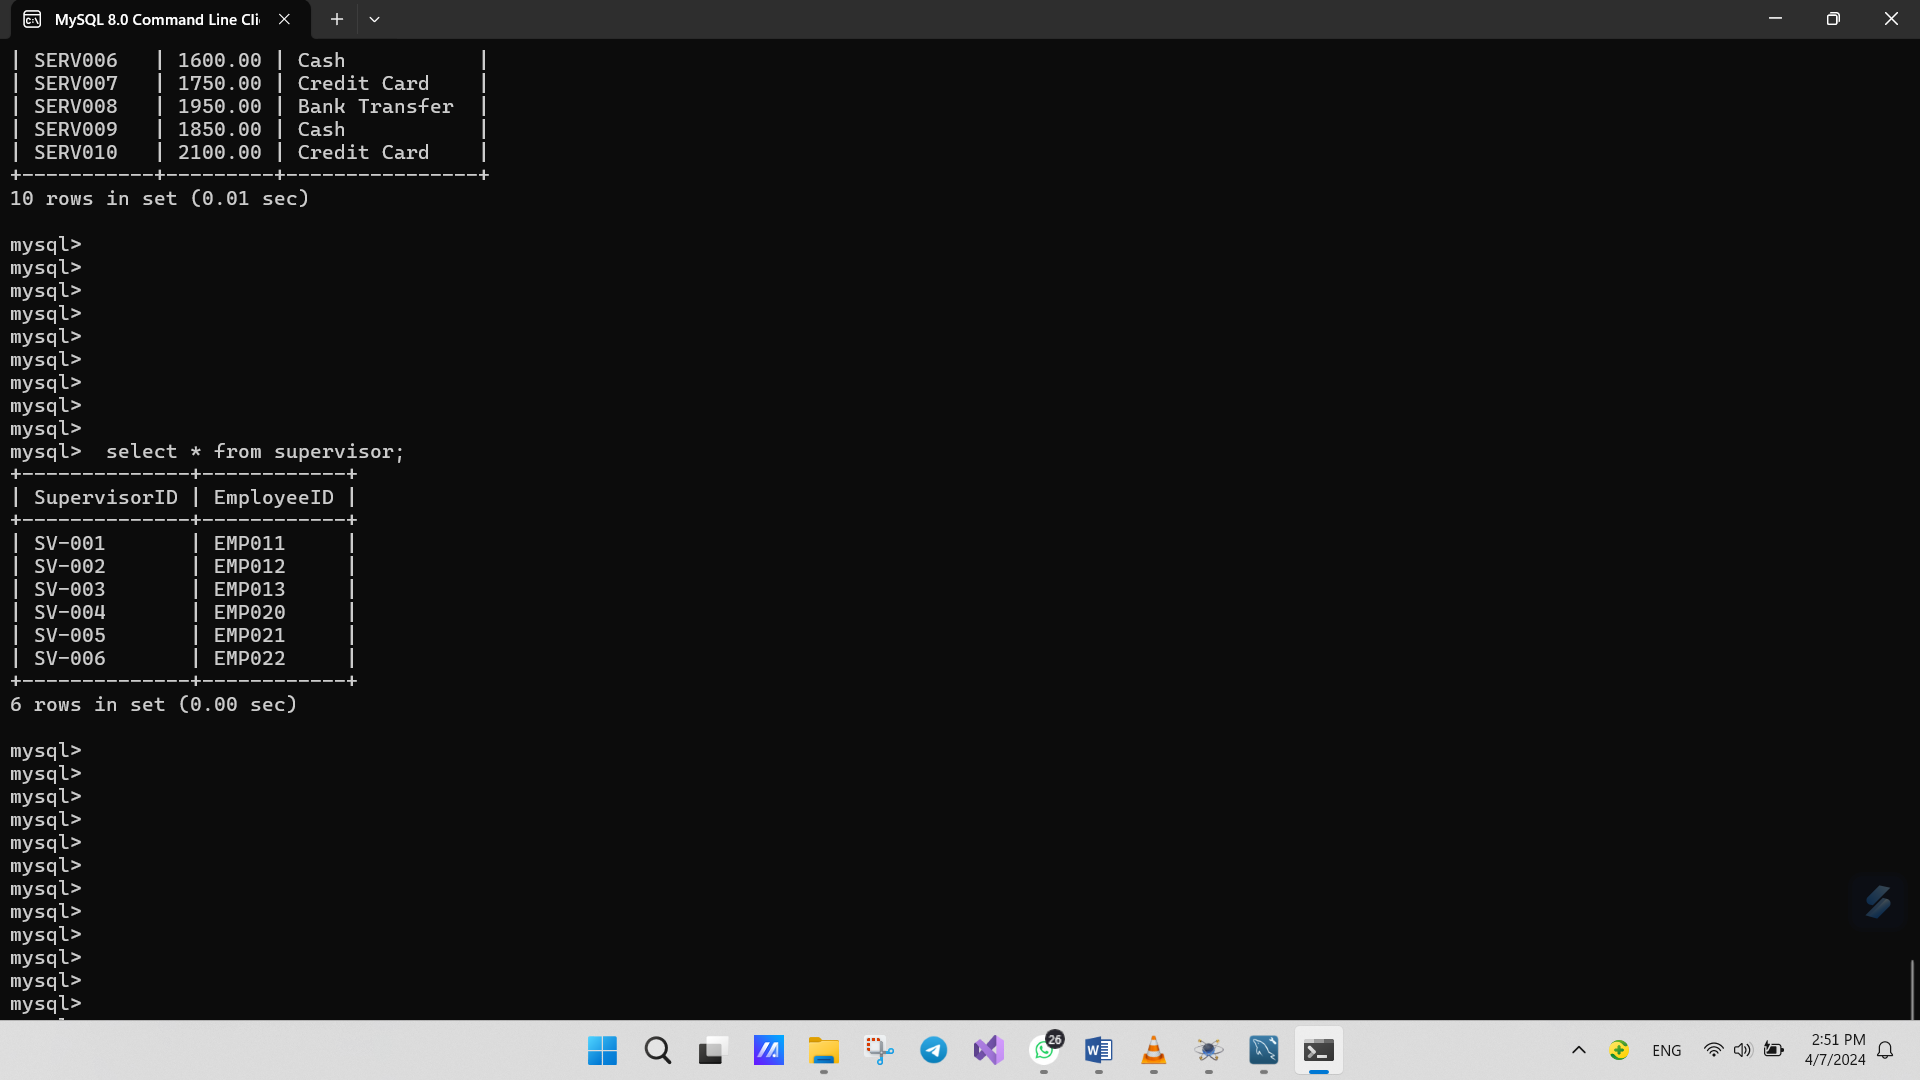 MySQL 8.0 Command Line Cli
| SERV006   | 1600.00 | Cash           |
| SERV007   | 1750.00 | Credit Card    |
| SERV008   | 1950.00 | Bank Transfer  |
| SERV009   | 1850.00 | Cash           |
| SERV010   | 2100.00 | Credit Card    |
+-----------+---------+----------------+
10 rows in set (0.01 sec)
mysql>
mysql>
mysql>
mysql>
mysql>
mysql>
mysql>
mysql>
mysql>
mysql>  select * from supervisor;
+--------------+------------+
| SupervisorID | EmployeeID |
+--------------+------------+
| SV-001       | EMP011     |
| SV-002       | EMP012     |
| SV-003       | EMP013     |
| SV-004       | EMP020     |
| SV-005       | EMP021     |
| SV-006       | EMP022     |
+--------------+------------+
6 rows in set (0.00 sec)
mysql>
mysql>
mysql>
mysql>
mysql>
mysql>
mysql>
mysql>
mysql>
mysql>
mysql>
mysql>
26
ENG
2:51 PM
4/7/2024